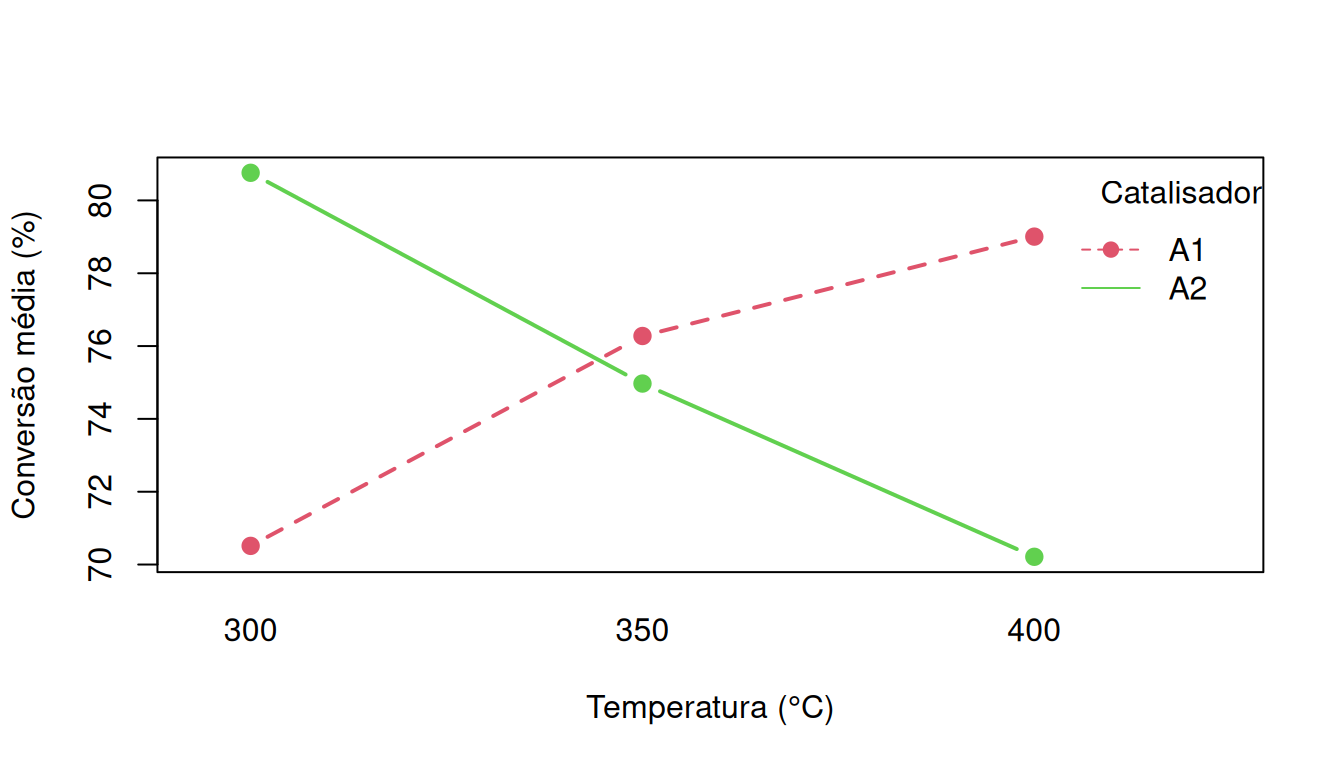 Catalisador
A1
A2
Conversão média (%)
80
78
76
74
72
70
300 350 400
Temperatura (°C)